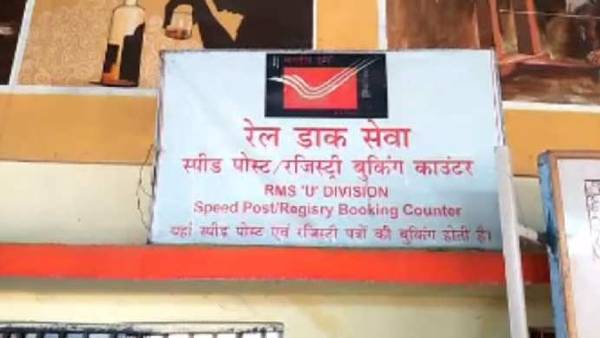 रेल डाक सेवा
स्पीड पोस्ट/रजिस्ट्री बुकिंग काउंटर
RMS 'U' DIVISION
Speed Post/Regisry Booking Counter
यहां स्पीड पोस्ट एवं रजिस्ट्री पत्रों की बुकिंग होती है।